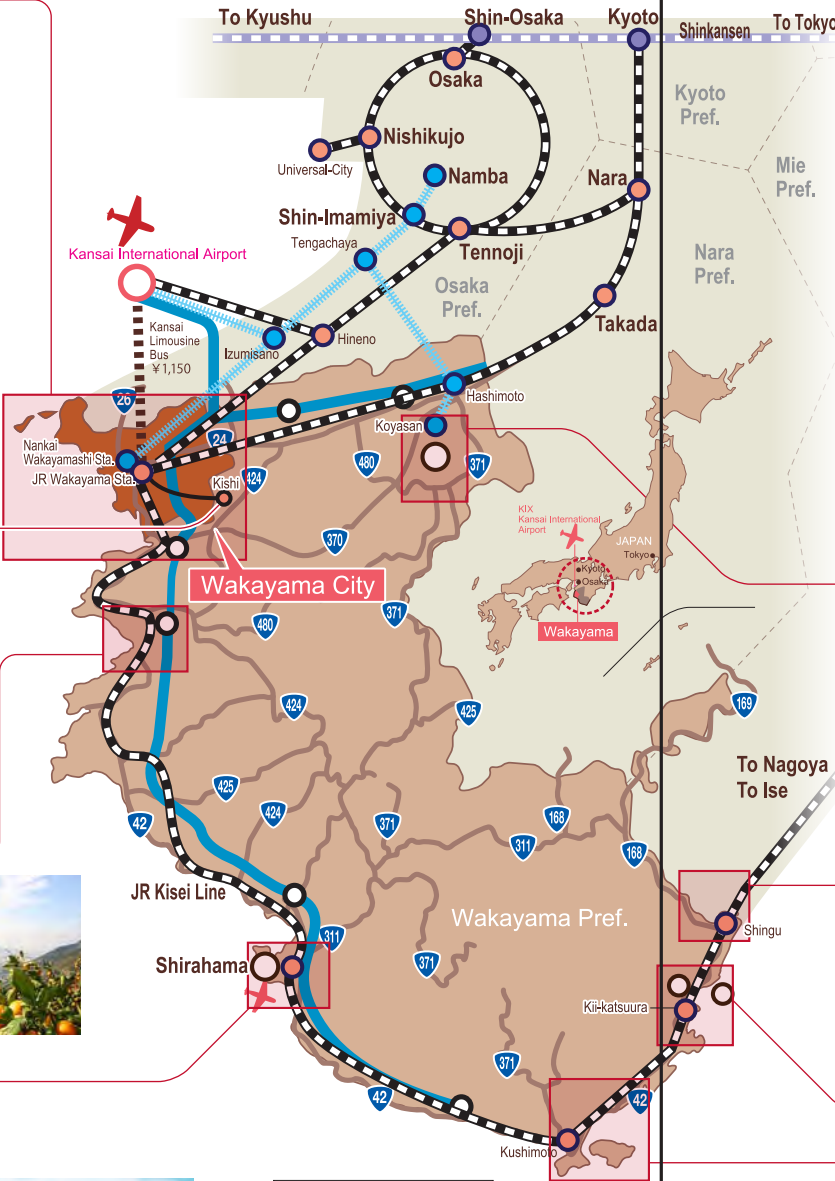 To Kyushu
Shin-Osaka
Kyoto
Shinkansen
To Tokyo
Osaka
Kyoto
Pref.
Nishikujo
Universal-City
Namba
Nara
Mie
Pref.
Shin-Imamiya
Tengachaya
Tennoji
Kansai International Airport
Nara
Pref.
Osaka
Pref.
Takada
Kansai
Limousine
Bus
¥1,150
Izumisano
Hineno
26
Hashimoto
24
Koyasan
Nankai
Wakayamashi Sta.
JR Wakayama Sta.
Kishi
424
480
371
KIX
Kansai International
Airport
JAPAN
Tokyo
Kyoto
Osaka
Wakayama
370
Wakayama City
371
480
424
425
169
To Nagoya
To Ise
425
424
42
371
168
311
168
JR Kisei Line
Wakayama Pref.
Shingu
311
371
Shirahama
Kii-katsuura
371
42
42
Kushimoto